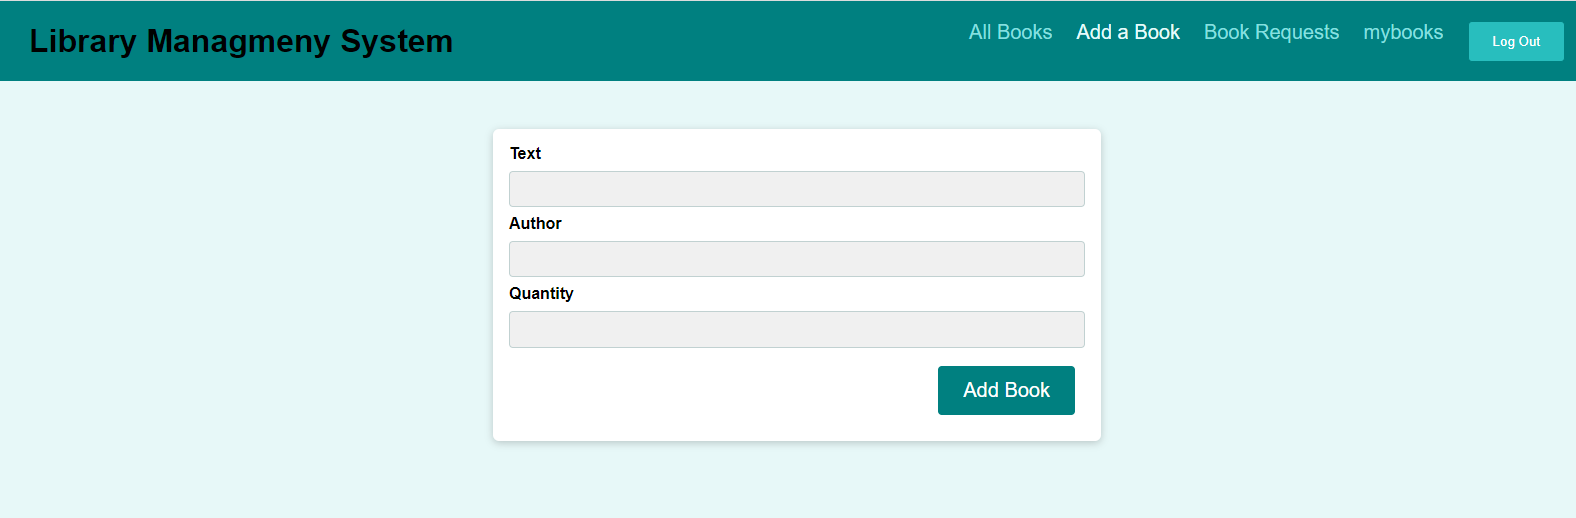 Library Managmeny System
All Books Add a Book Book Requests mybooks Log Out
Text
Author
Quantity
Add Book